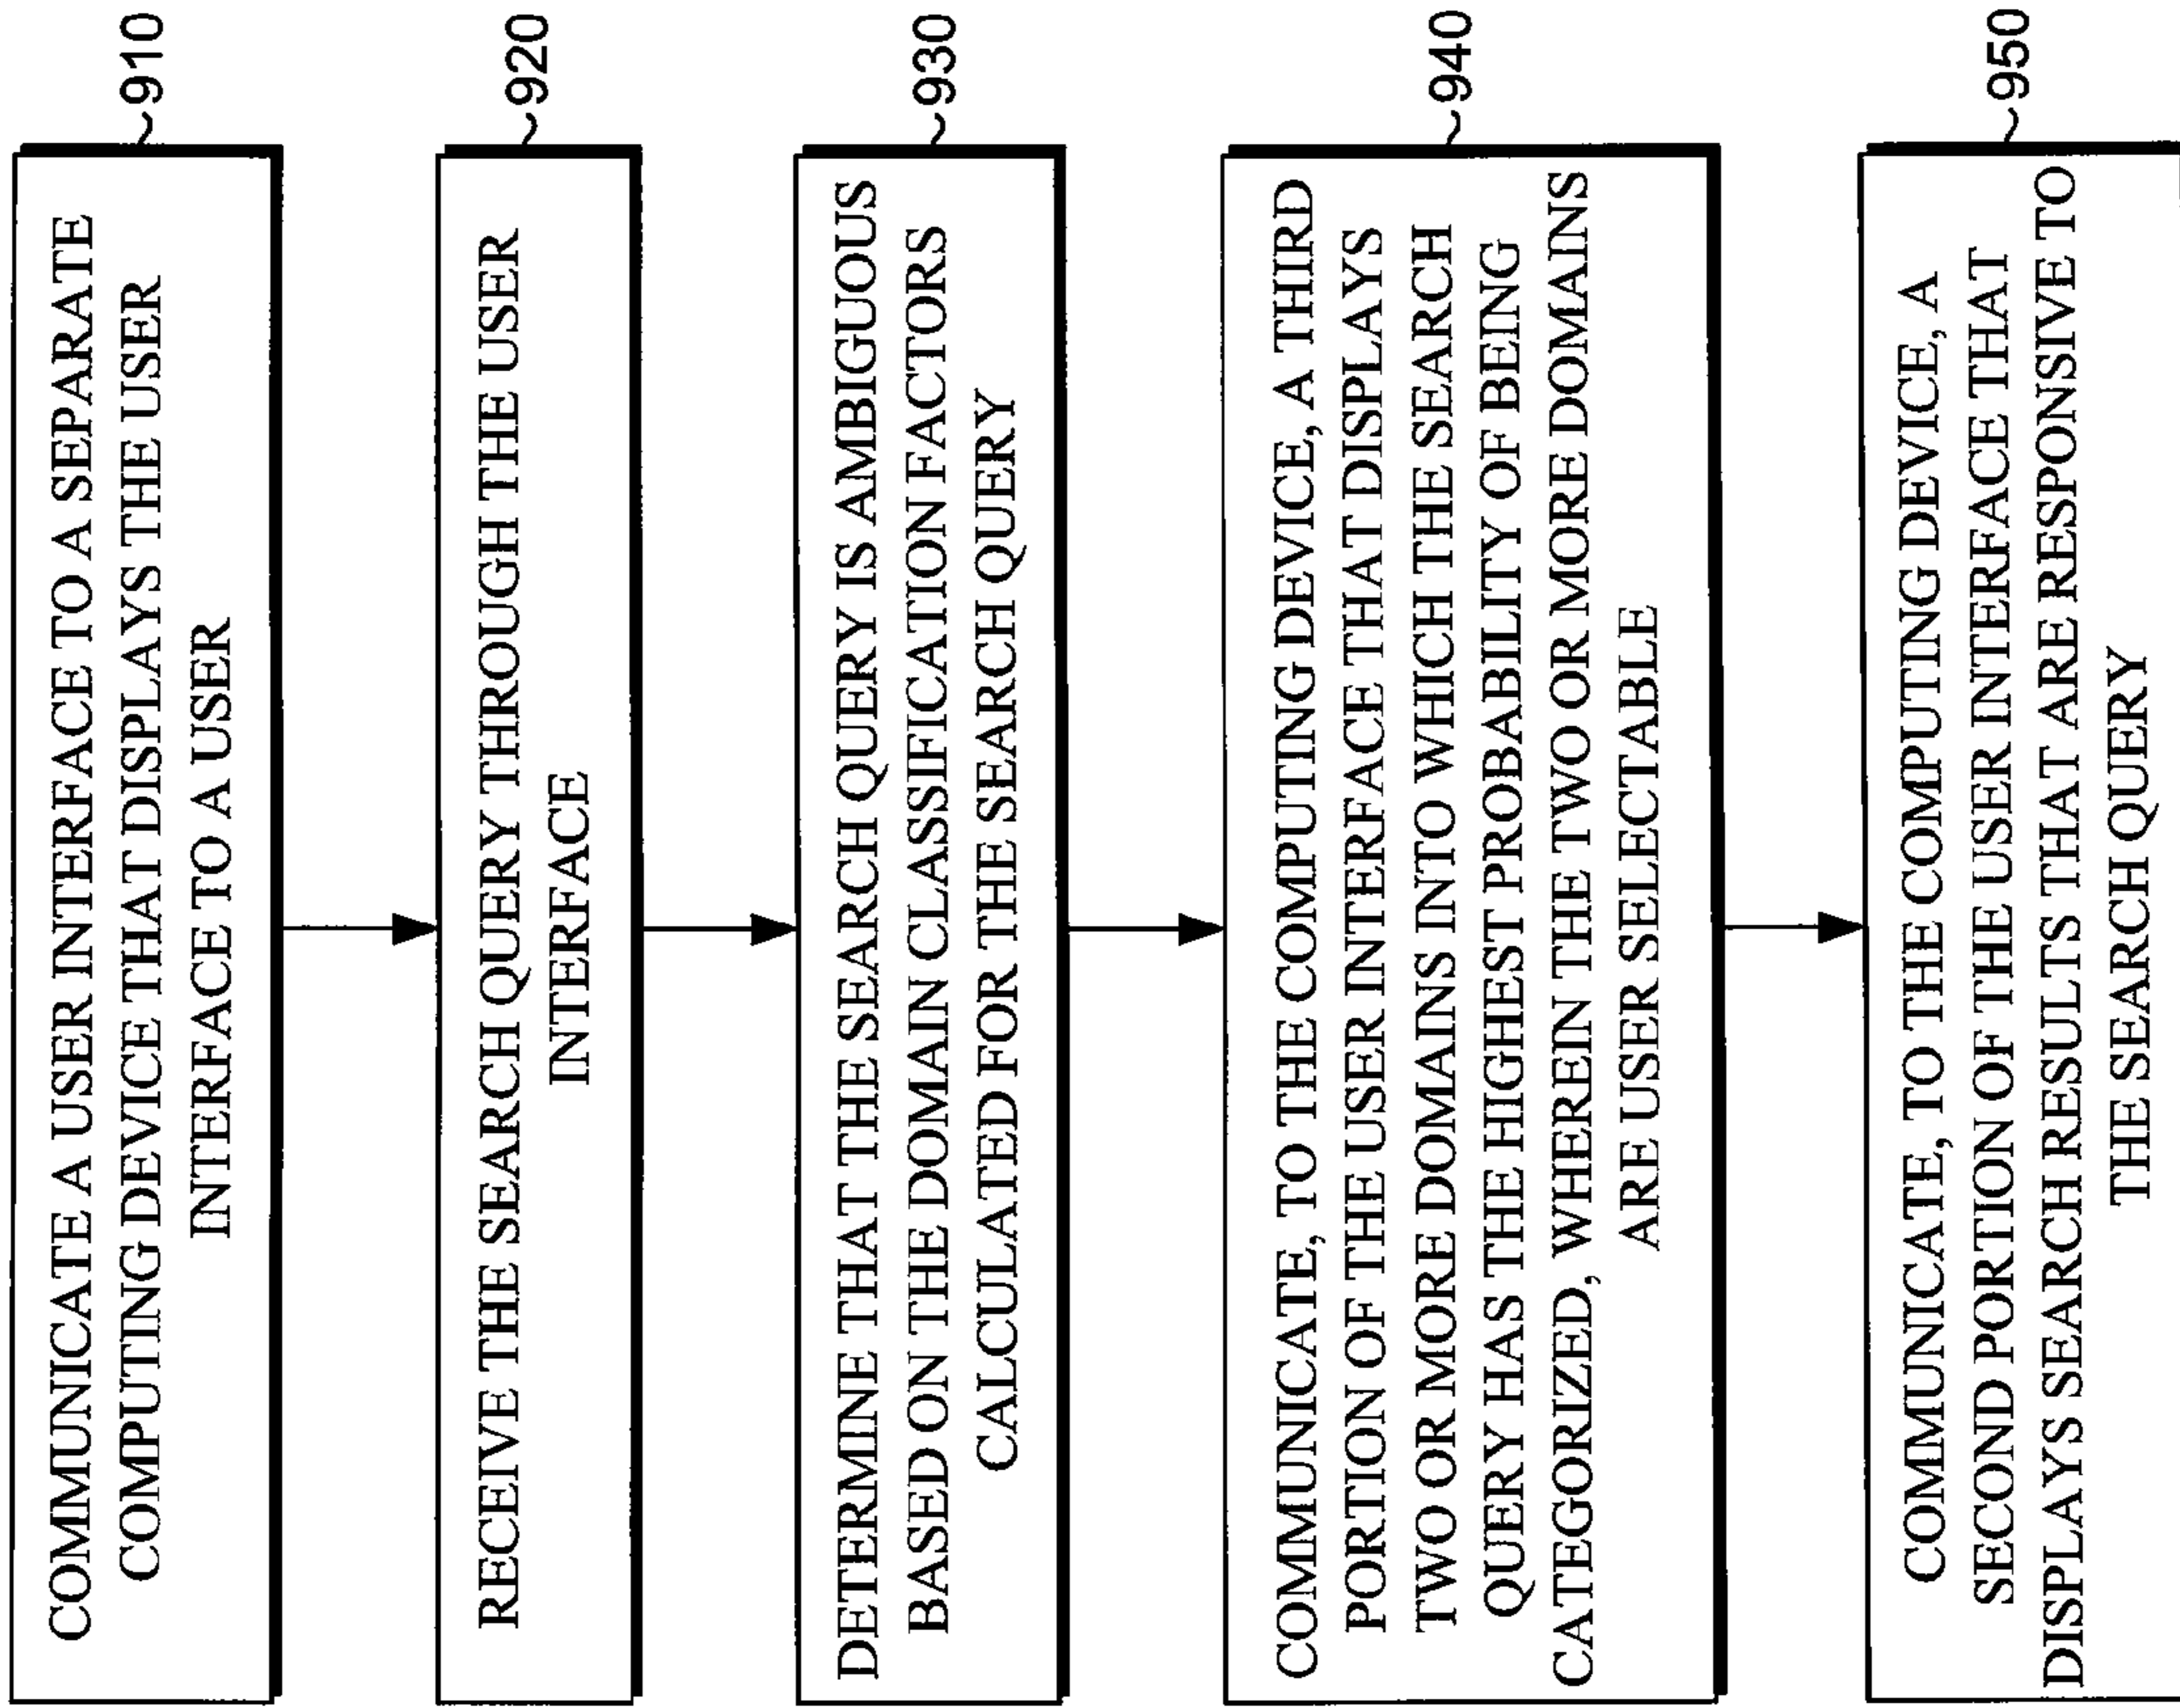 COMMUNICATE A USER INTERFACE TO A SEPARATE
COMPUTING DEVICE THAT DISPLAYS THE USER
INTERFACE TO A USER
~910
RECEIVE THE SEARCH QUERY THROUGH THE USER
INTERFACE
~920
DETERMINE THAT THE SEARCH QUERY IS AMBIGUOUS
BASED ON THE DOMAIN CLASSIFICATION FACTORS
CALCULATED FOR THE SEARCH QUERY
~930
COMMUNICATE, TO THE COMPUTING DEVICE, A THIRD
PORTION OF THE USER INTERFACE THAT DISPLAYS
TWO OR MORE DOMAINS INTO WHICH THE SEARCH
QUERY HAS THE HIGHEST PROBABILITY OF BEING
CATEGORIZED, WHEREIN THE TWO OR MORE DOMAINS
ARE USER SELECTABLE
~940
COMMUNICATE, TO THE COMPUTING DEVICE, A
SECOND PORTION OF THE USER INTERFACE THAT
DISPLAYS SEARCH RESULTS THAT ARE RESPONSIVE TO
THE SEARCH QUERY
~950